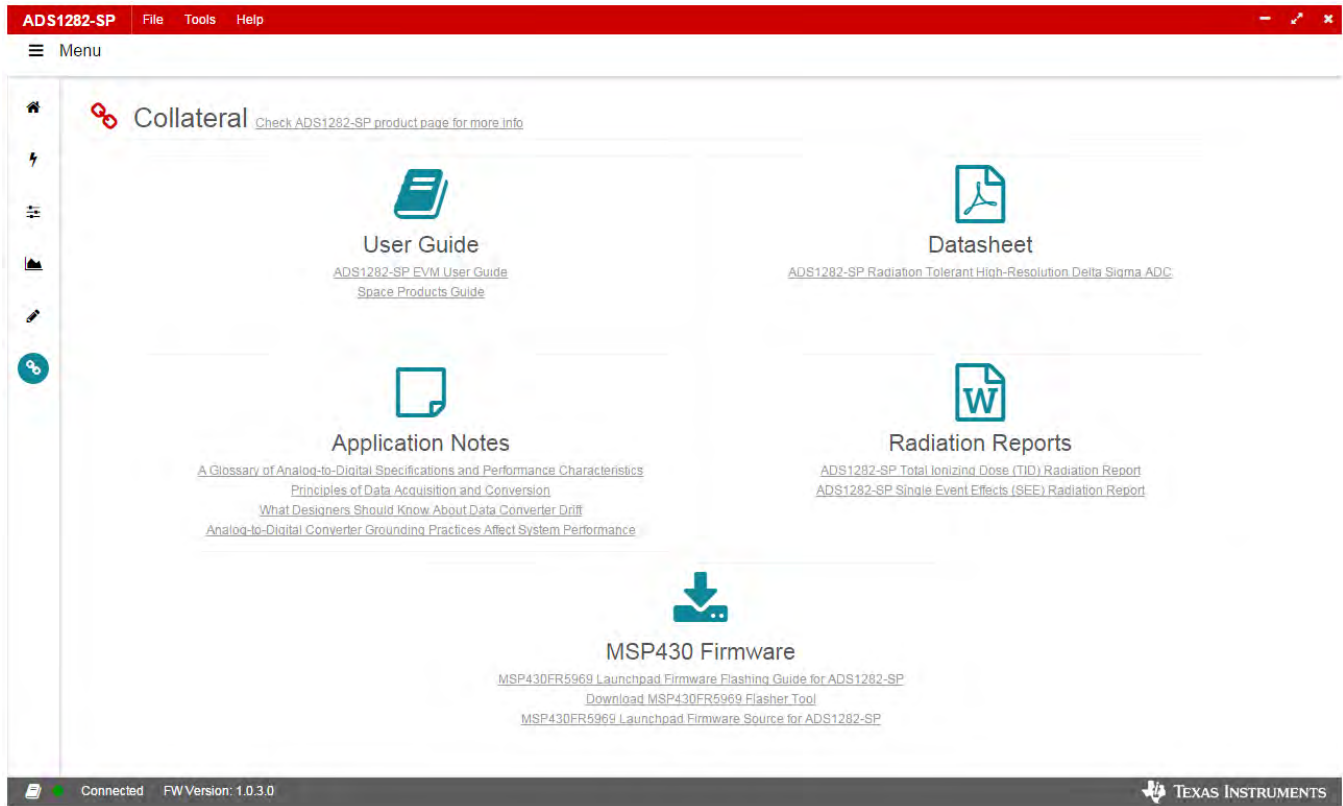 ADS1282-SP File Tools Help
Menu
Collateral Check ADS1282-SP product page for more info
User Guide
ADS1282-SP EVM User Guide
Space Products Guide
Datasheet
ADS1282-SP Radiation Tolerant High-Resolution Delta Sigma ADC
Application Notes
A Glossary of Analog-to-Digital Specifications and Performance Characteristics
Principles of Data Acquisition and Conversion
What Designers Should Know About Data Converter Drift
Analog-to-Digital Converter Grounding Practices Affect System Performance
W
Radiation Reports
ADS1282-SP Total Ionizing Dose (TID) Radiation Report
ADS1282-SP Single Event Effects (SEE) Radiation Report
MSP430 Firmware
MSP430FR5969 Launchpad Firmware Flashing Guide for ADS1282-SP
Download MSP430FR5969 Flasher Tool
MSP430FR5969 Launchpad Firmware Source for ADS1282-SP
Connected FW Version: 1.0.3.0
TEXAS INSTRUMENTS